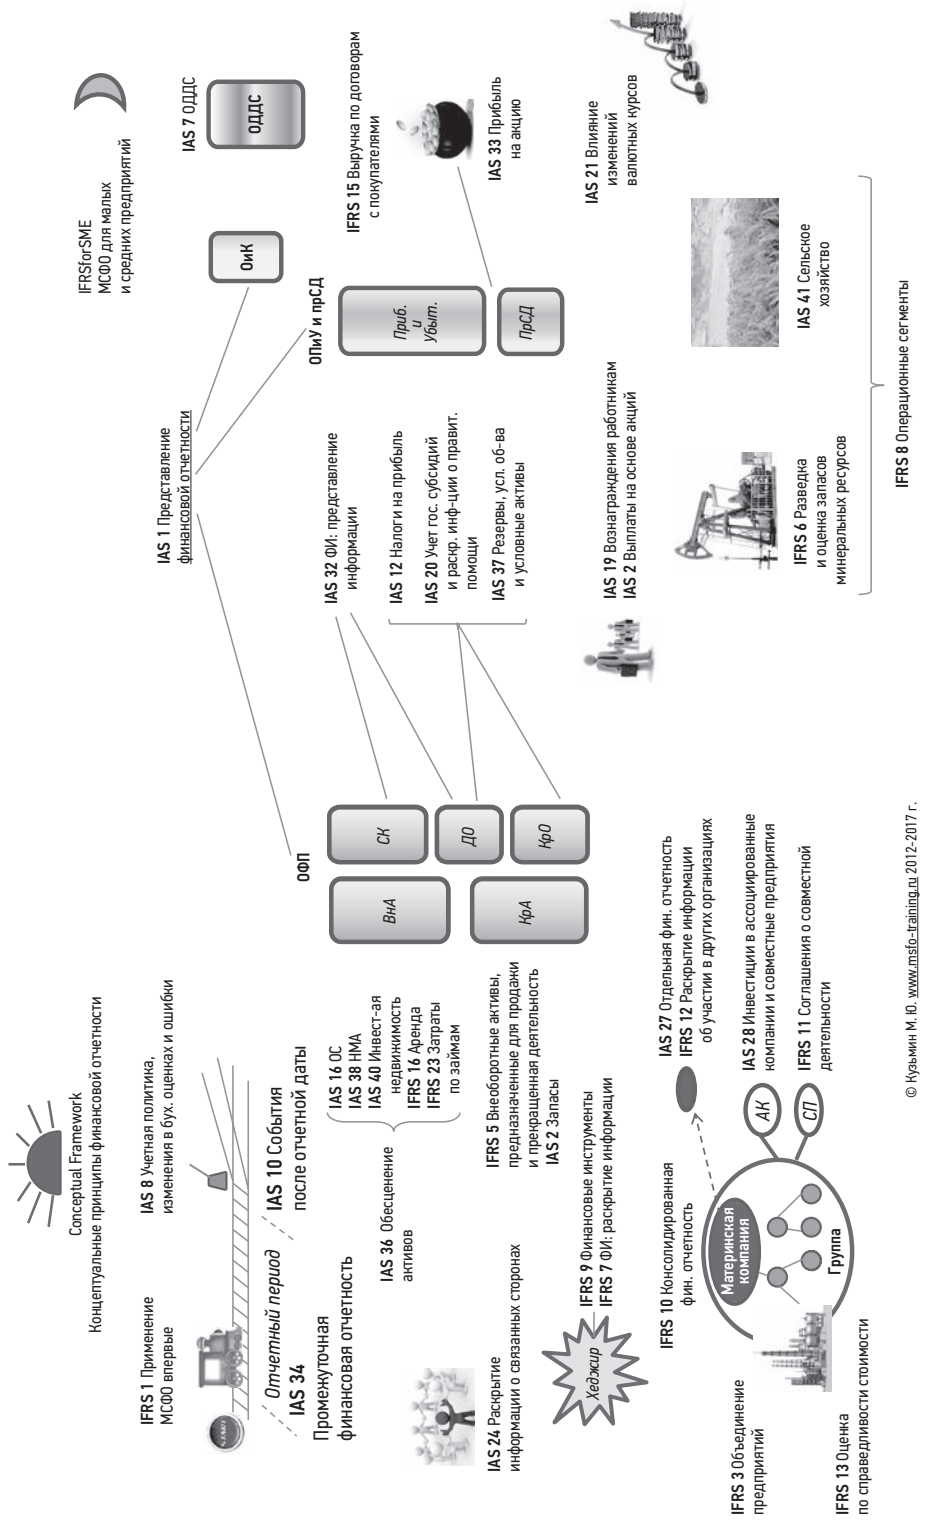 Conceptual Framework
Концептуальные принципы финансовой отчетности
IFRSforSME
МСФО для малых
и средних предприятий
IFRS 1 Применение
МСФО впервые
IAS 8 Учетная политика,
изменения в бух. оценках и ошибки
IAS 1 Представление
финансовой отчетности
IAS 7 ОДДС
ОДДС
ОиК
Отчетный период
IAS 34
Промежуточная
финансовая отчетность
IAS 10 События
после отчетной даты
ОФП
ОПиУ и прСД
IAS 36 Обесценение
активов
IAS 16 ОС
IAS 38 НМА
IAS 40 Инвест-ая
недвижимость
IFRS 16 Аренда
IFRS 23 Затраты
по займам
ВнА
КрА
СК
ДО
КрО
IAS 32 ФИ: представление
информации
IAS 12 Налоги на прибыль
IAS 20 Учет гос. субсидий
и раскр. инф-ции о правит.
помощи
IAS 37 Резервы, усл. об-ва
и условные активы
Приб.
и
Убыт.
ПрСД
IFRS 15 Выручка по договорам
с покупателями
IAS 33 Прибыль
на акцию
IAS 24 Раскрытие
информации о связанных сторонах
IFRS 5 Внеоборотные активы,
предназначенные для продажи
и прекращенная деятельность
IAS 2 Запасы
Хеджир
IFRS 9 Финансовые инструменты
IFRS 7 ФИ: раскрытие информации
IAS 19 Вознаграждения работникам
IAS 2 Выплаты на основе акций
IAS 21 Влияние
изменений
валютных курсов
IFRS 10 Консолидированная
фин. отчетность
IAS 27 Отдельная фин. отчетность
IFRS 12 Раскрытие информации
об участии в других организациях
IFRS 3 Объединение
предприятий
Материнская
компания
Группа
АК
СП
IAS 28 Инвестиции в ассоциированные
компании и совместные предприятия
IFRS 11 Соглашения о совместной
деятельности
IFRS 6 Разведка
и оценка запасов
минеральных ресурсов
IAS 41 Сельское
хозяйство
IFRS 13 Оценка
по справедливости стоимости
IFRS 8 Операционные сегменты
© Кузьмин М. Ю. www.msfo-training.ru 2012-2017 г.